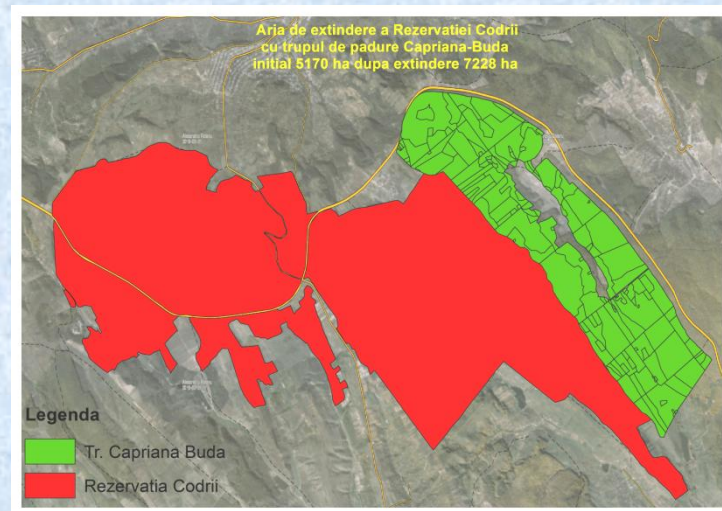 Aria de extindere a Rezervatiei Codrii
cu trupul de padure Capriana-Buda
initial 5170 ha dupa extindere 7228 ha
Legenda
Tr. Capriana Buda
Rezervatia Codrii